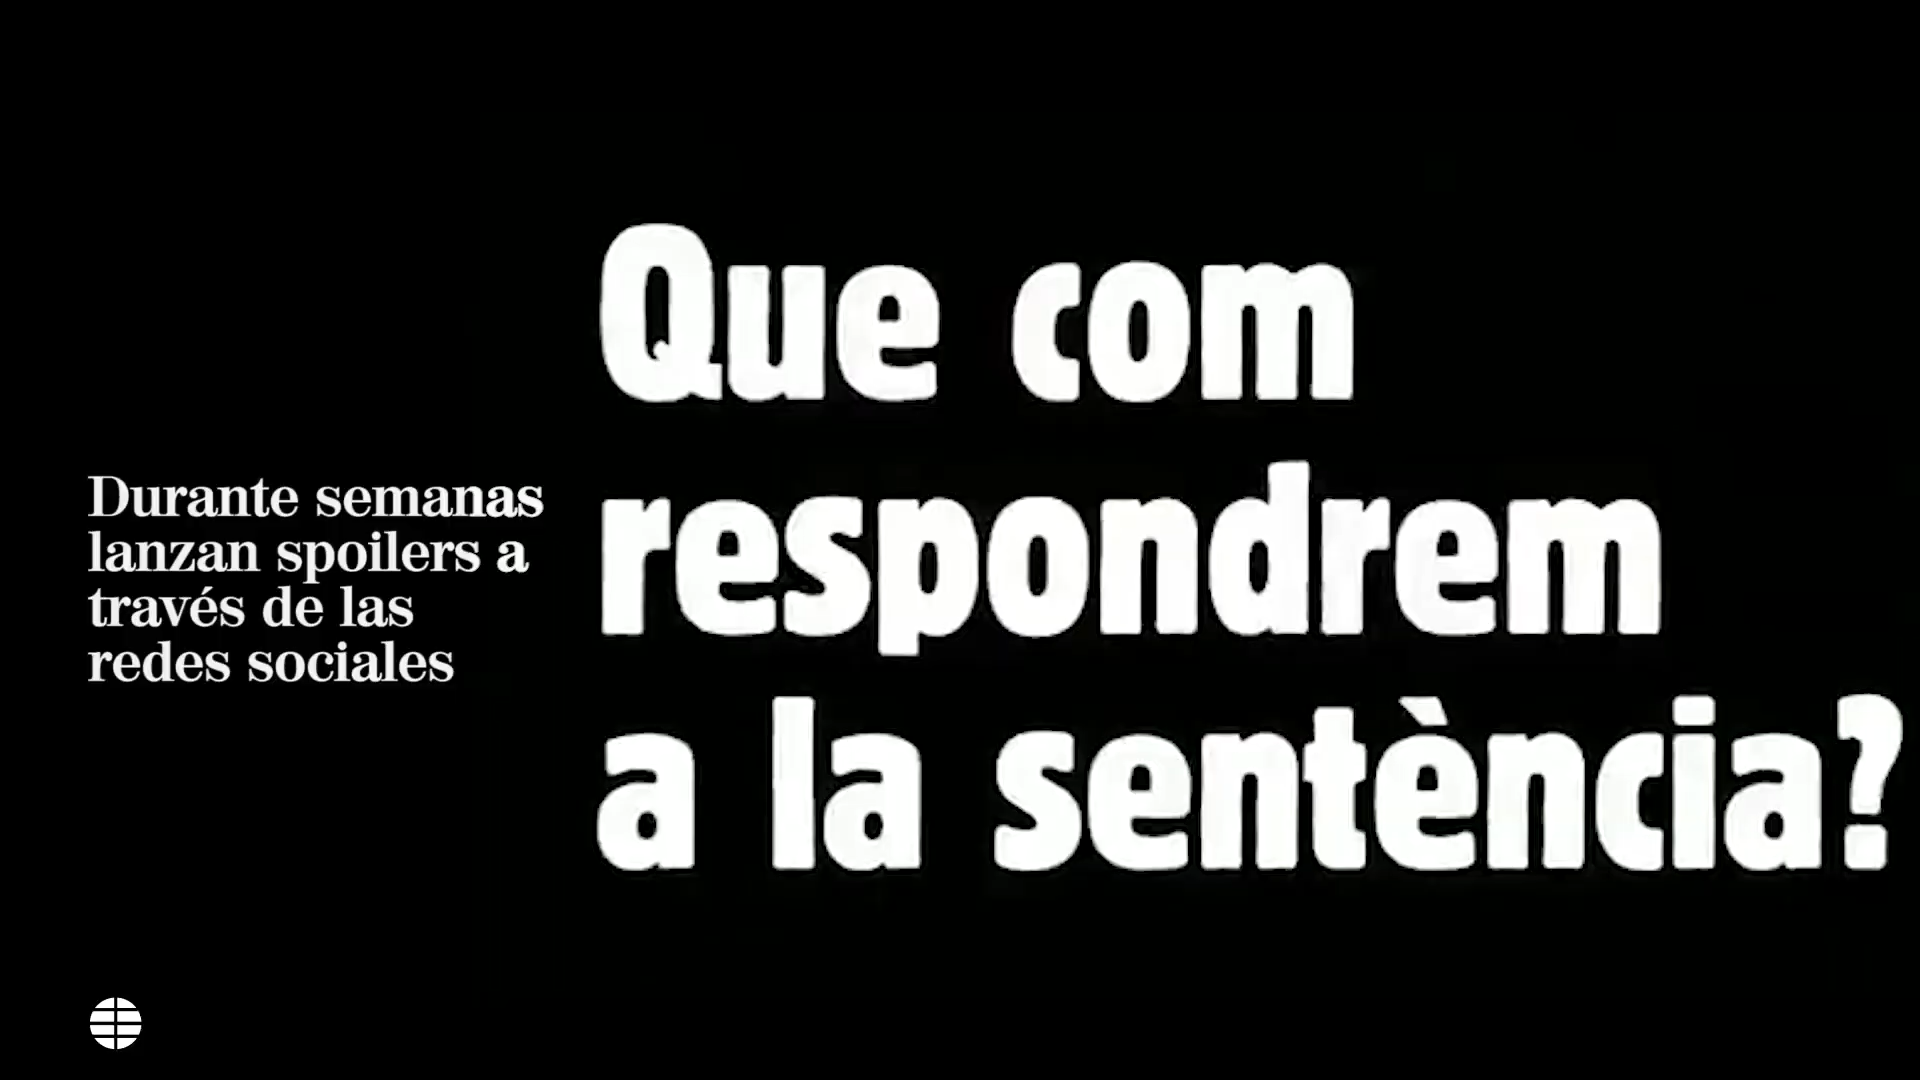 Durante semanas
lanzan spoilers a
través de las
redes sociales
Que com
respondrem
a la sentència?